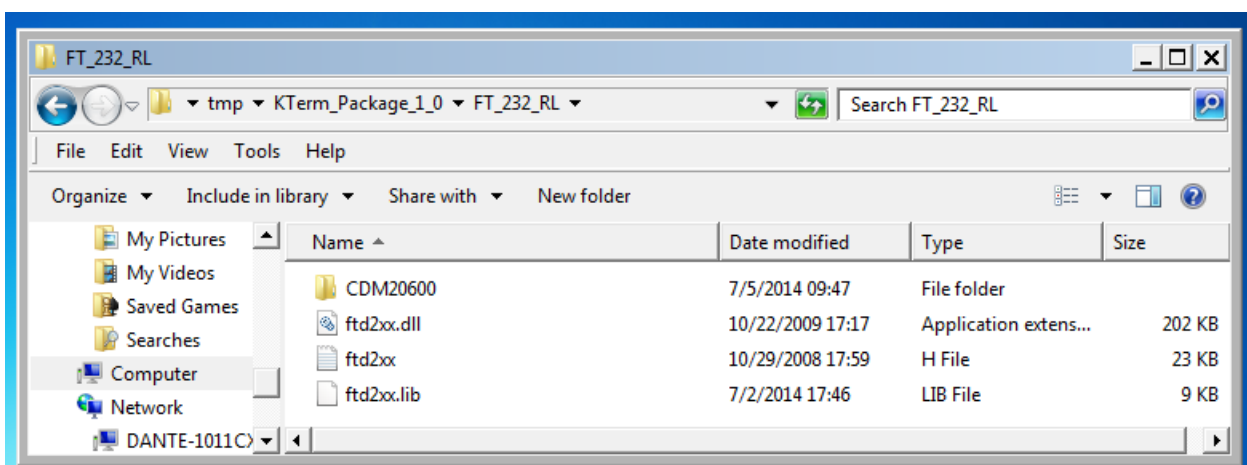 FT_232_RL
tmp KTerm_Package_1_0 FT_232_RL Search FT_232_RL
File Edit View Tools Help
Organize Include in library Share with New folder
My Pictures
My Videos
Saved Games
Searches
Computer
Network
DANTE-1011CX
Name Date modified Type Size
CDM20600 7/5/2014 09:47 File folder
ftd2xx.dll 10/22/2009 17:17 Application extens... 202 KB
ftd2xx 10/29/2008 17:59 H File 23 KB
ftd2xx.lib 7/2/2014 17:46 LIB File 9 KB